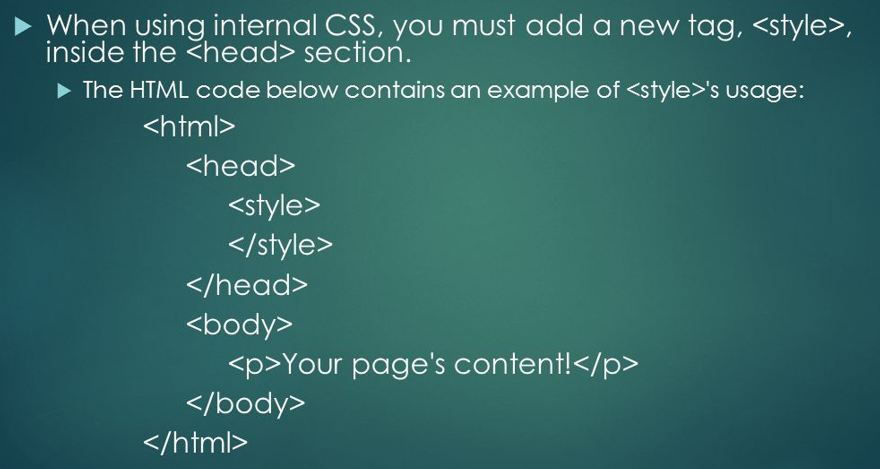 When using internal CSS, you must add a new tag, <style>,
inside the <head> section.
The HTML code below contains an example of <style>'s usage:
<html>
<head>
<style>
</style>
</head>
<body>
<p>Your page's content!</p>
</body>
</html>